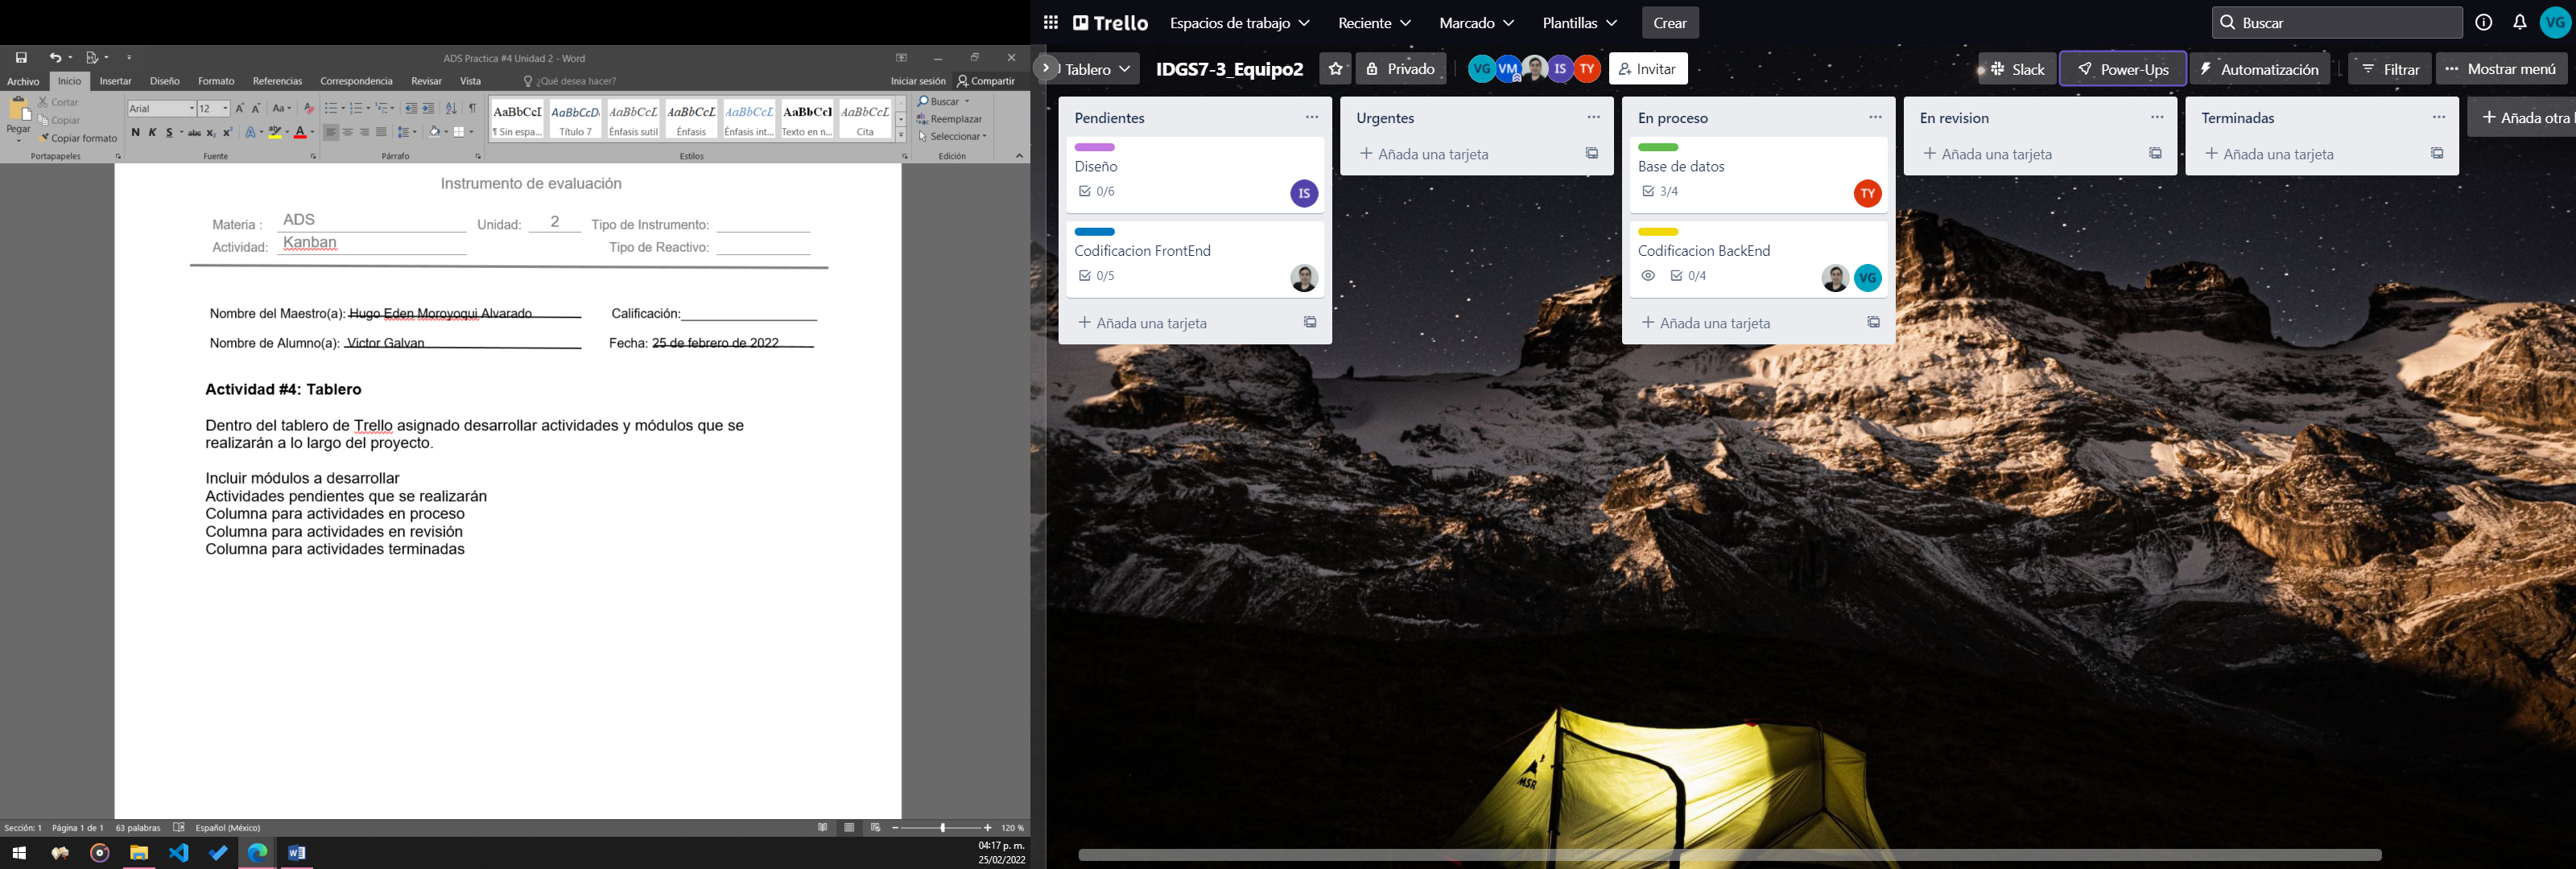 ADS Practica #4 Unidad 2 - Word
Archivo Inicio Insertar Diseño Formato Referencias Correspondencia Revisar Vista ¿Qué desea hacer? Iniciar sesión Compartir
Pegar
Cortar
Copiar
Copiar formato
Portapapeles
Arial 12
Aa
N K S abc x₂ x²
Fuente
Párrafo
AaBbCcI AaBbCcD AaBbCcL AaBbCcL AaBbCcL AaBbCcI AaBbCcL
¶ Sin espa... Título 7 Énfasis sutil Énfasis Énfasis int... Texto en n... Cita
Estilos
Buscar
Reemplazar
Seleccionar
Edición
Instrumento de evaluación
Materia : ADS Unidad: 2 Tipo de Instrumento:
Actividad: Kanban Tipo de Reactivo:
Nombre del Maestro(a): Hugo Eden Moroyoqui Alvarado Calificación:
Nombre de Alumno(a): Victor Galvan Fecha: 25 de febrero de 2022
Actividad #4: Tablero
Dentro del tablero de Trello asignado desarrollar actividades y módulos que se
realizarán a lo largo del proyecto.
Incluir módulos a desarrollar
Actividades pendientes que se realizarán
Columna para actividades en proceso
Columna para actividades en revisión
Columna para actividades terminadas
Sección: 1 Página 1 de 1 63 palabras Español (México) 120 %
04:17 p. m.
25/02/2022
Trello Espacios de trabajo Reciente Marcado Plantillas Crear Buscar VG
Tablero IDGS7-3_Equipo2 Privado VG VM IS TY Invitar Slack Power-Ups Automatización Filtrar Mostrar menú
Pendientes
Diseño
0/6 IS
Codificacion FrontEnd
0/5
Añada una tarjeta
Urgentes
Añada una tarjeta
En proceso
Base de datos
3/4 TY
Codificacion BackEnd
0/4 VG
Añada una tarjeta
En revision
Añada una tarjeta
Terminadas
Añada una tarjeta
Añada otra l
MSR